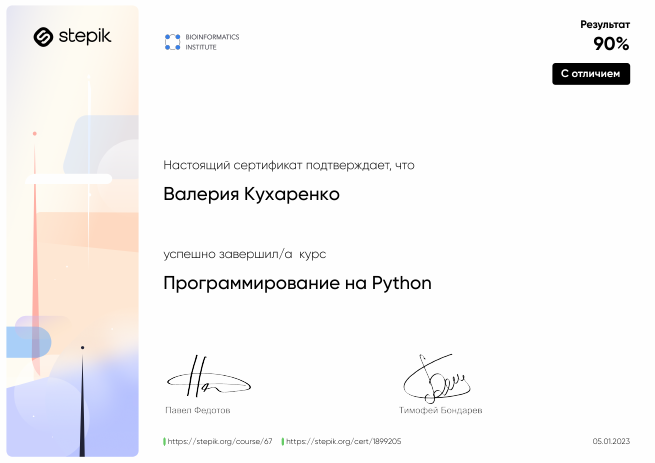 stepik
BIOINFORMATICS
INSTITUTE
Результат
90%
С отличием
Настоящий сертификат подтверждает, что
Валерия Кухаренко
успешно завершил/а курс
Программирование на Python
Павел Федотов
Тимофей Бондарев
https://stepik.org/course/67
https://stepik.org/cert/1899205
05.01.2023